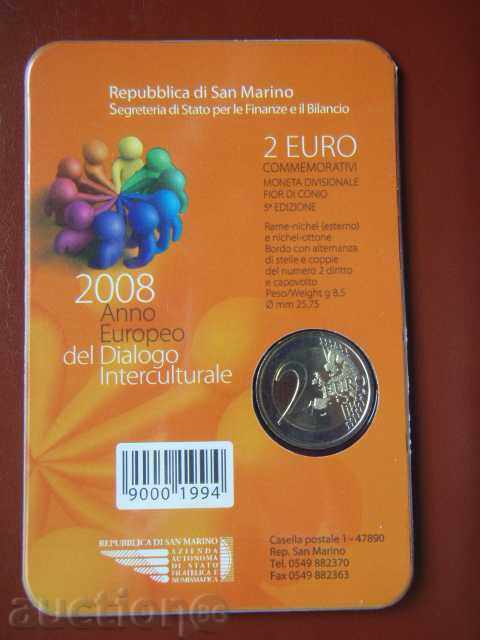 Repubblica di San Marino
Segreteria di Stato per le Finanze e il Bilancio
2 EURO
COMMEMORATIVI
MONETA DIVISIONALE
FIOR DI CONIO
5ª EDIZIONE
Rame-nichel (esterno)
e nichel-ottone
Bordo con alternanza
di stelle e coppie
del numero 2 diritto
e capovolto
Peso/Weight g 8,5
Ø mm 25,75
2008
Anno
Europeo
del Dialogo
Interculturale
2 EURO
9000 1994
REPUBBLICA DI SAN MARINO
AZIENDA
AUTONOMA
DI STATO
FILATELICA E
NUMISMATICA
Casella postale 1 - 47890
Rep. San Marino
Tel. 0549 882370
Fax 0549 882363
auction